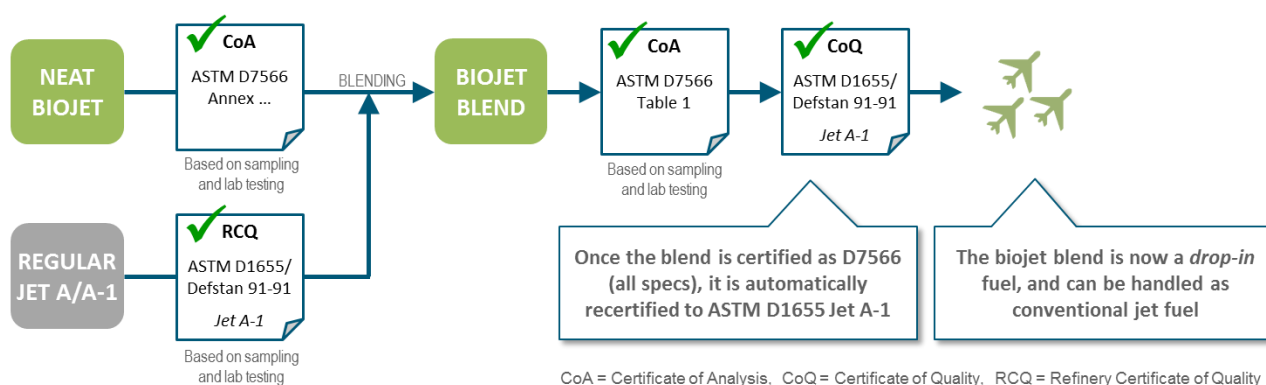 NEAT
BIOJET
CoA
ASTM D7566
Annex ...
Based on sampling
and lab testing
BLENDING
BIOJET
BLEND
CoA
ASTM D7566
Table 1
Based on sampling
and lab testing
CoQ
ASTM D1655/
Defstan 91-91
Jet A-1
REGULAR
JET A/A-1
RCQ
ASTM D1655/
Defstan 91-91
Jet A-1
Based on sampling
and lab testing
Once the blend is certified as D7566
(all specs), it is automatically
recertified to ASTM D1655 Jet A-1
The biojet blend is now a drop-in
fuel, and can be handled as
conventional jet fuel
CoA = Certificate of Analysis, CoQ = Certificate of Quality, RCQ = Refinery Certificate of Quality